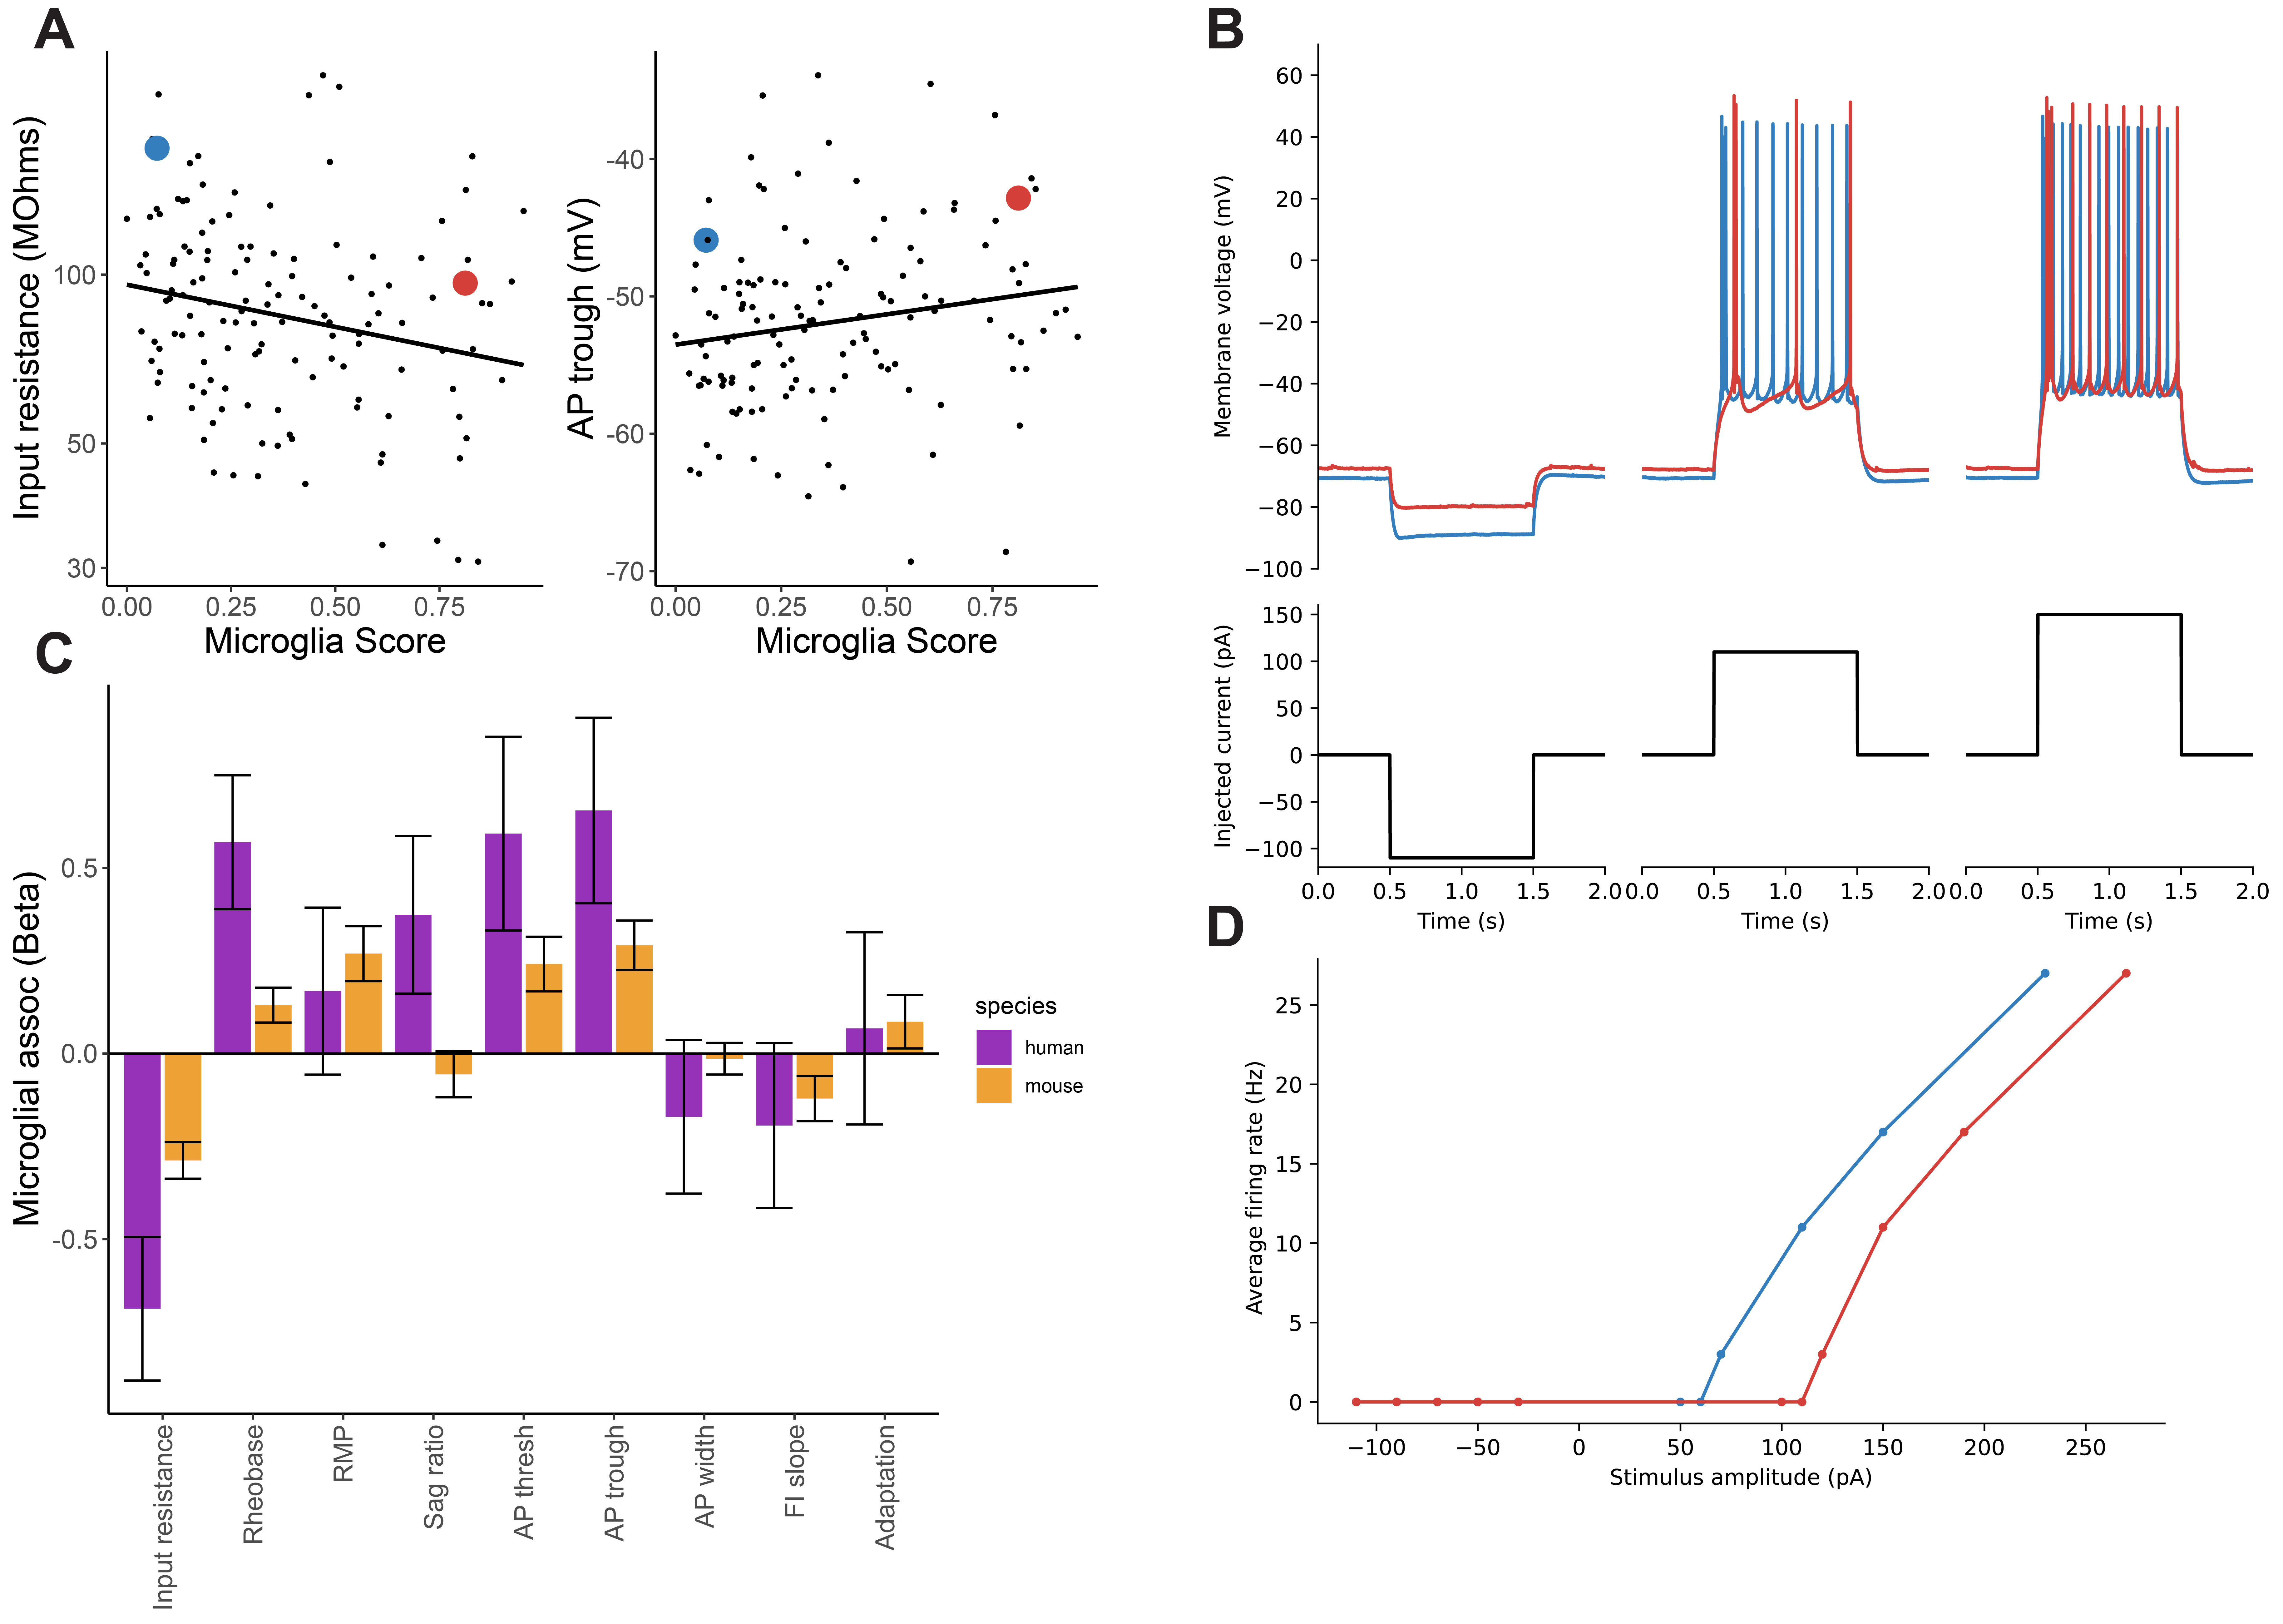 A
Input resistance (MOhms)
100
50
30
0.00 0.25 0.50 0.75
Microglia Score
AP trough (mV)
-40
-50
-60
-70
0.00 0.25 0.50 0.75
Microglia Score
B
Membrane voltage (mV)
60
40
20
0
−20
−40
−60
−80
−100
Injected current (pA)
150
100
50
0
−50
−100
0.0 0.5 1.0 1.5 2.0
0.0 0.5 1.0 1.5 2.0
0.0 0.5 1.0 1.5 2.0
Time (s)
Time (s)
Time (s)
C
Microglial assoc (Beta)
0.5
0.0
-0.5
Input resistance
Rheobase
RMP
Sag ratio
AP thresh
AP trough
AP width
FI slope
Adaptation
species
human
mouse
D
Average firing rate (Hz)
25
20
15
10
5
0
−100 −50 0 50 100 150 200 250
Stimulus amplitude (pA)